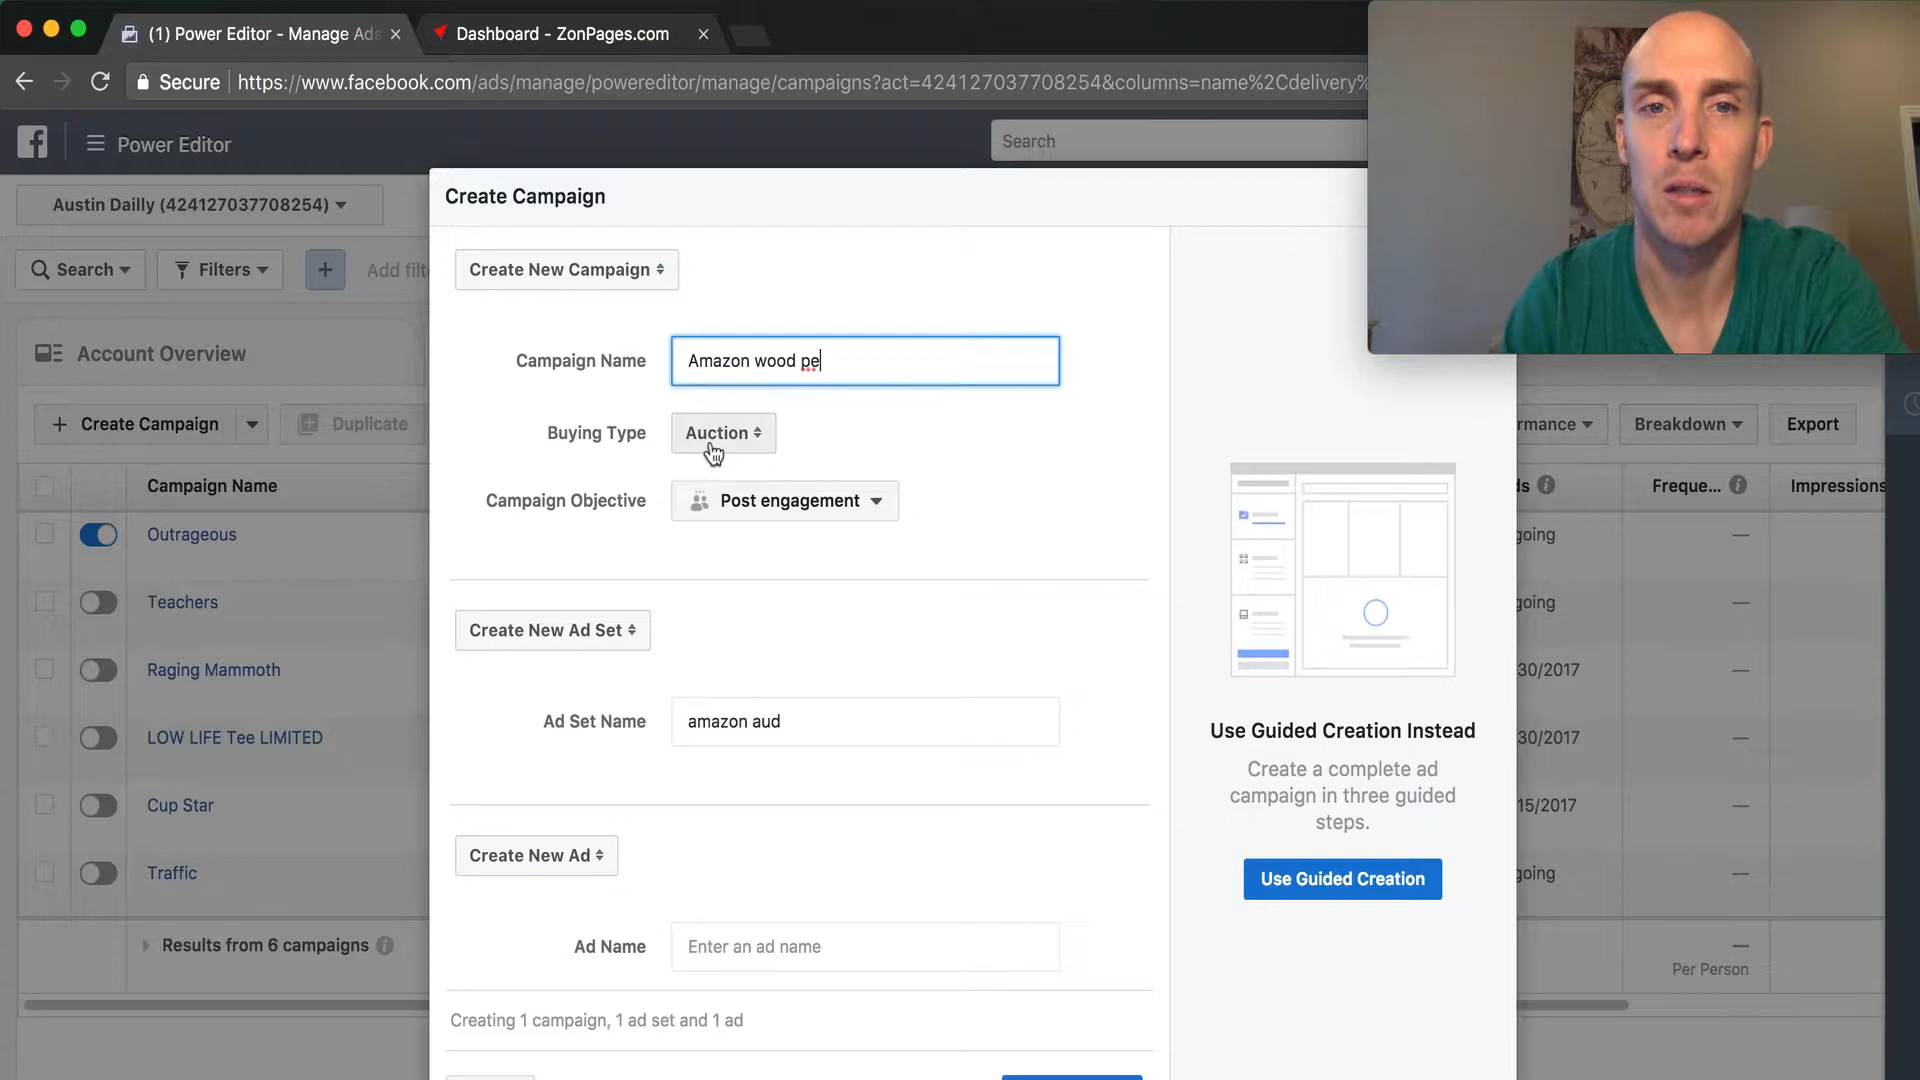 (1) Power Editor - Manage Ads
Dashboard - ZonPages.com
Secure
https://www.facebook.com/ads/manage/powereditor/manage/campaigns?act=424127037708254&columns=name%2Cdelivery%
Power Editor
Search
Austin Dailly (424127037708254)
Create Campaign
Search
Filters
+
Add filt
Create New Campaign
Account Overview
Campaign Name
Amazon wood pe
+ Create Campaign
Duplicate
Buying Type
Auction
rmance
Breakdown
Export
Campaign Name
Campaign Objective
Post engagement
ds
Freque...
Impressions
Outrageous
going
—
Teachers
Create New Ad Set
going
—
Raging Mammoth
30/2017
—
Ad Set Name
amazon aud
LOW LIFE Tee LIMITED
Use Guided Creation Instead
30/2017
—
Create a complete ad
campaign in three guided
steps.
Cup Star
15/2017
—
Create New Ad
Traffic
Use Guided Creation
going
—
Results from 6 campaigns
Ad Name
Enter an ad name
—
Per Person
Creating 1 campaign, 1 ad set and 1 ad